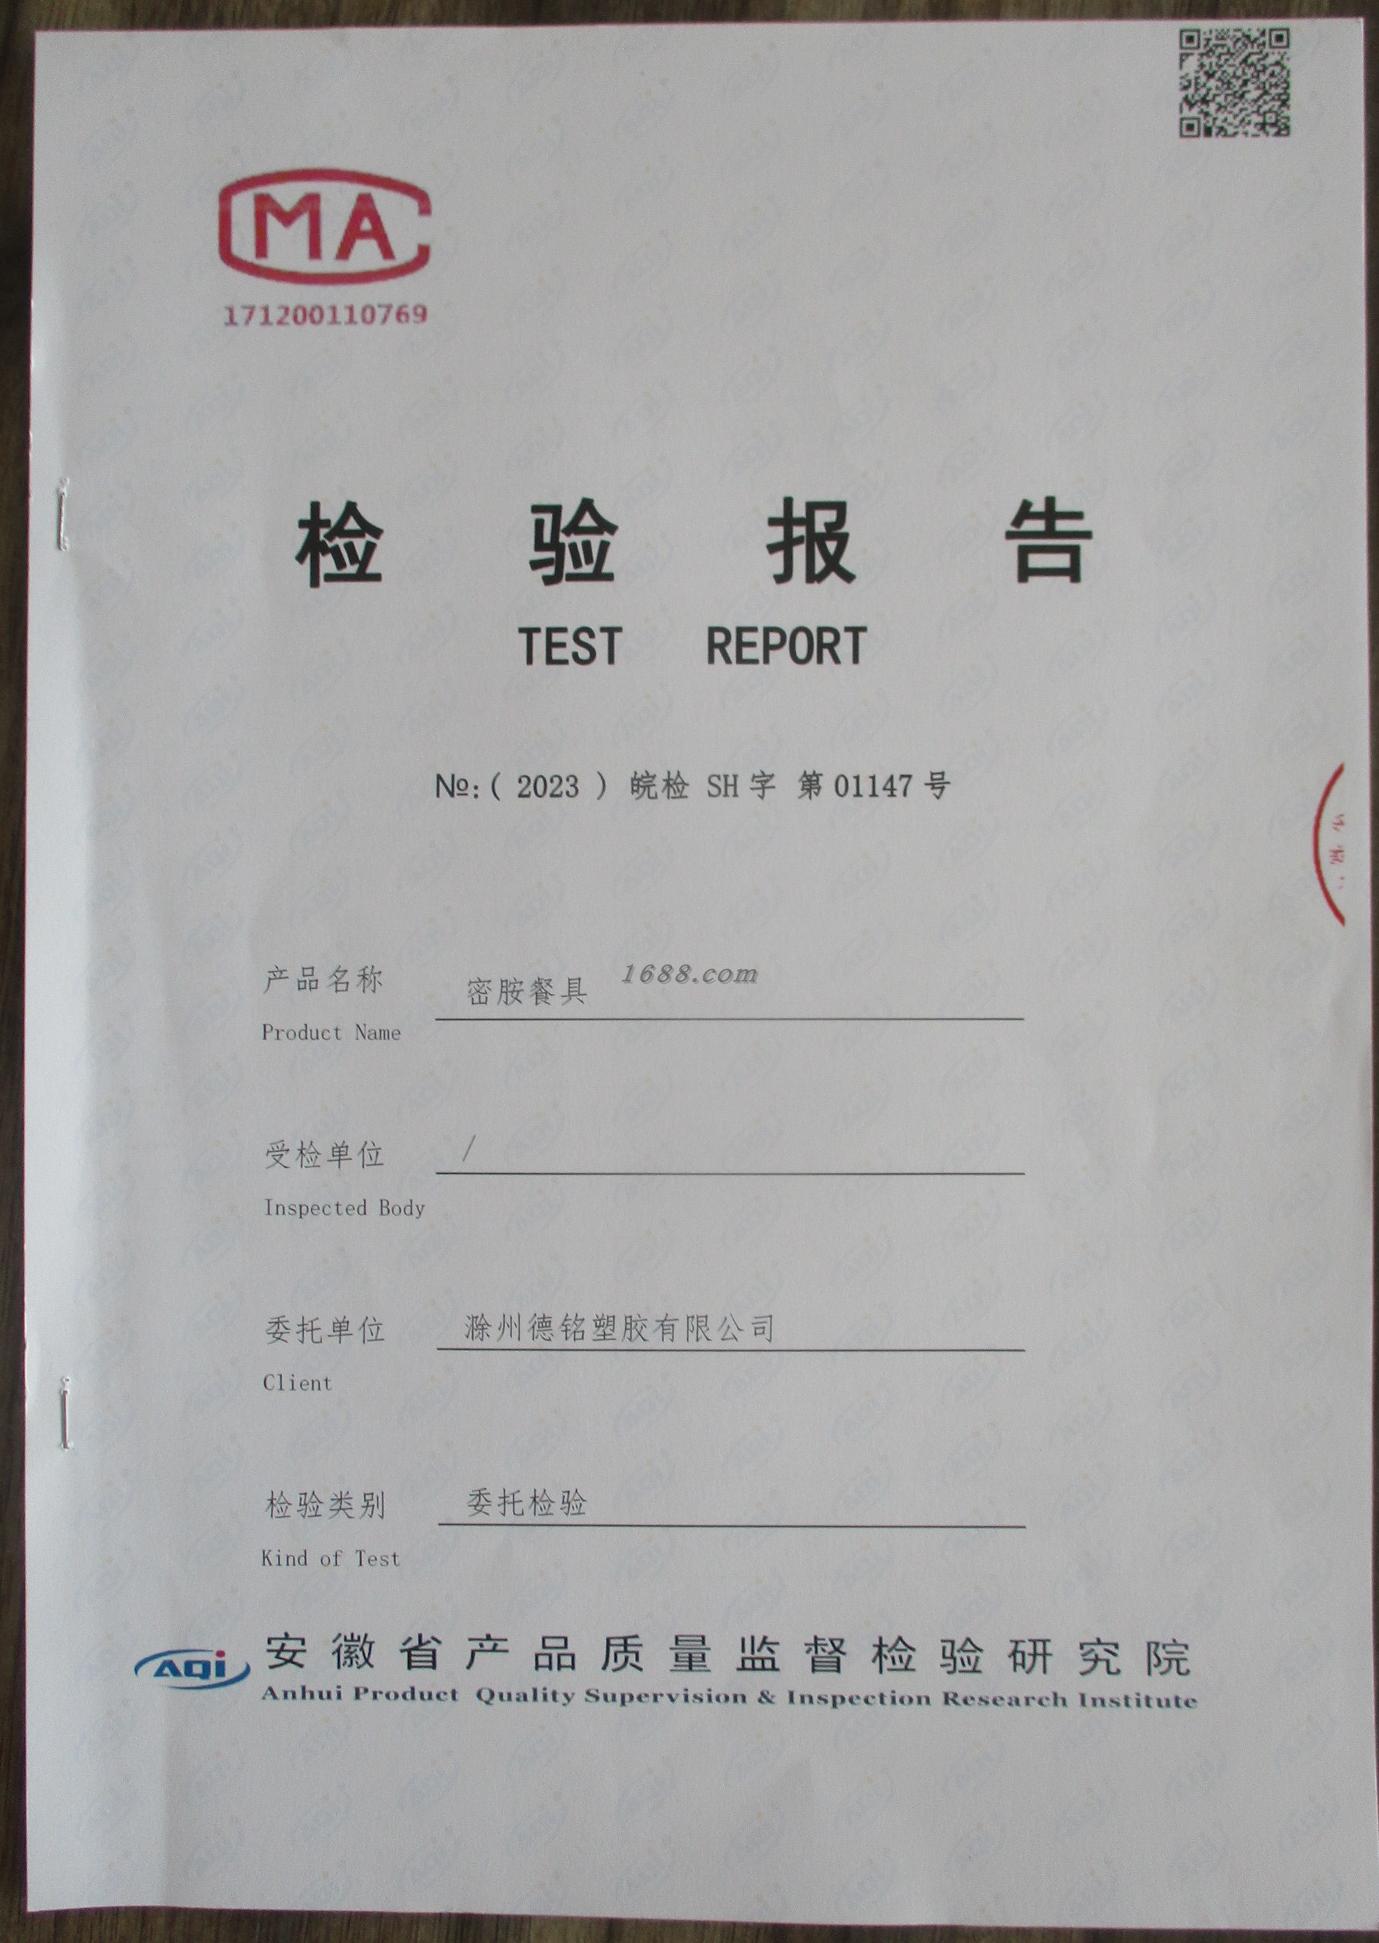 CMA
171200110769
检验报告
TEST REPORT
№:( 2023 ) 皖检 SH字 第01147号
产品名称 密胺餐具 1688.com
Product Name
受检单位 /
Inspected Body
委托单位 滁州德铭塑胶有限公司
Client
检验类别 委托检验
Kind of Test
AQi 安徽省产品质量监督检验研究院
Anhui Product Quality Supervision & Inspection Research Institute